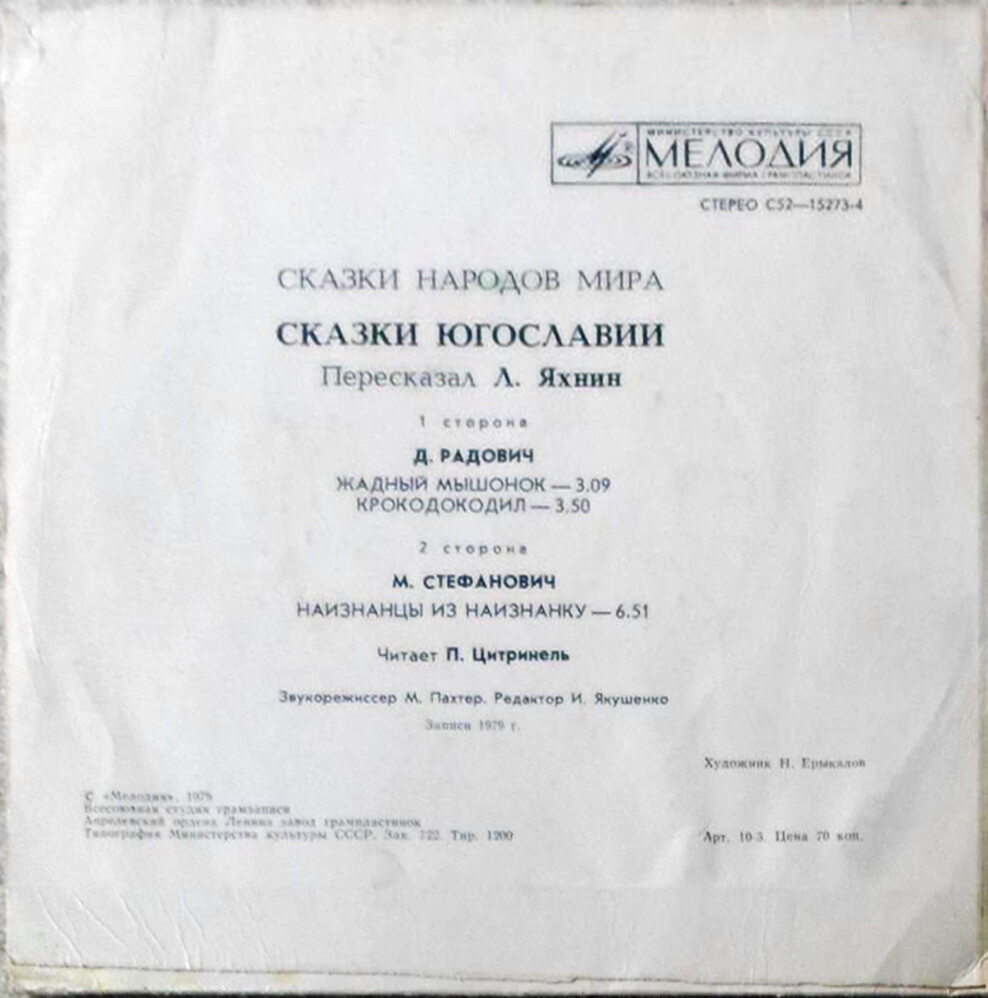 МИНИСТЕРСТВО КУЛЬТУРЫ СССР
МЕЛОДИЯ
ВСЕСОЮЗНАЯ ФИРМА ГРАМПЛАСТИНОК
СТЕРЕО С52—15273-4
СКАЗКИ НАРОДОВ МИРА
СКАЗКИ ЮГОСЛАВИИ
Пересказал Л. Яхнин
1 сторона
Д. РАДОВИЧ
ЖАДНЫЙ МЫШОНОК — 3.09
КРОКОДОКОДИЛ — 3.50
2 сторона
М. СТЕФАНОВИЧ
НАИЗНАНЦЫ ИЗ НАИЗНАНКУ — 6.51
Читает П. Цитринель
Звукорежиссер М. Пахтер. Редактор И. Якушенко
Записи 1979 г.
Художник Н. Ерыкалов
© «Мелодия»,
Всесоюзная студия грамзаписи
Апрелевский ордена Ленина завод грампластинок
Типография Министерства культуры СССР. Зак. 722. Тир. 1200
Арт. 10-3. Цена 70 коп.